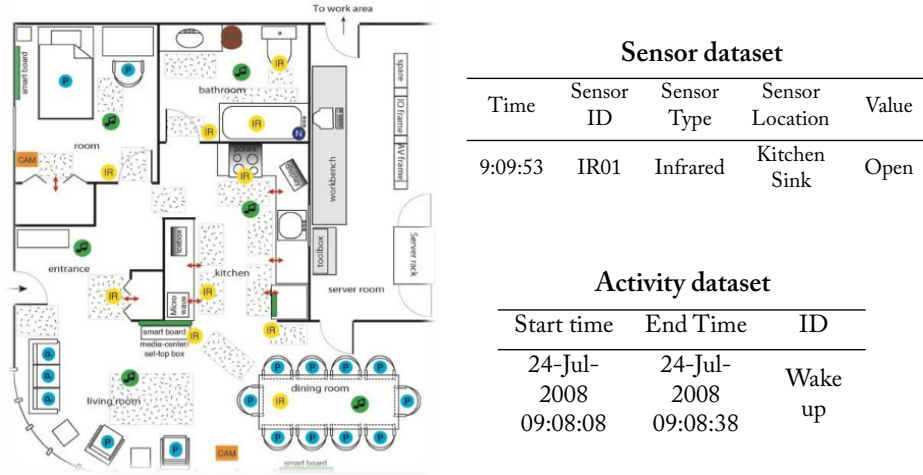 To work area
smart board
P
P
room
CAM
IR
bathroom
IR
IR
IR
N
IR
display
workbench
spare
IO frame
AV frame
toolbox
Server rack
server room
entrance
icebox
kitchen
IR
Micro
wave
IR
IR
IR
smart board
media-center/
set-top box
P
P
P
living room
P
P
CAM
dining room
IR
P
P
P
P
P
P
P
P
P
P
smart board
Sensor dataset
Time Sensor ID Sensor Type Sensor Location Value
9:09:53 IR01 Infrared Kitchen Sink Open
Activity dataset
Start time End Time ID
24-Jul-2008 09:08:08 24-Jul-2008 09:08:38 Wake up